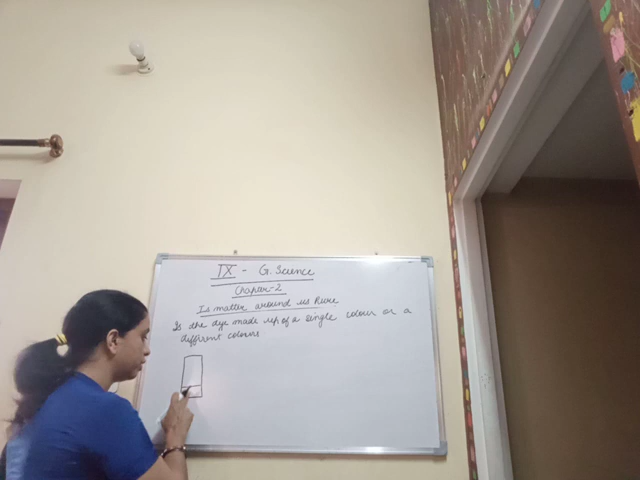 IX - G. Science
Chapar-2
Is matter around us Pure
Is the dye made up of a single colour or a
different colours